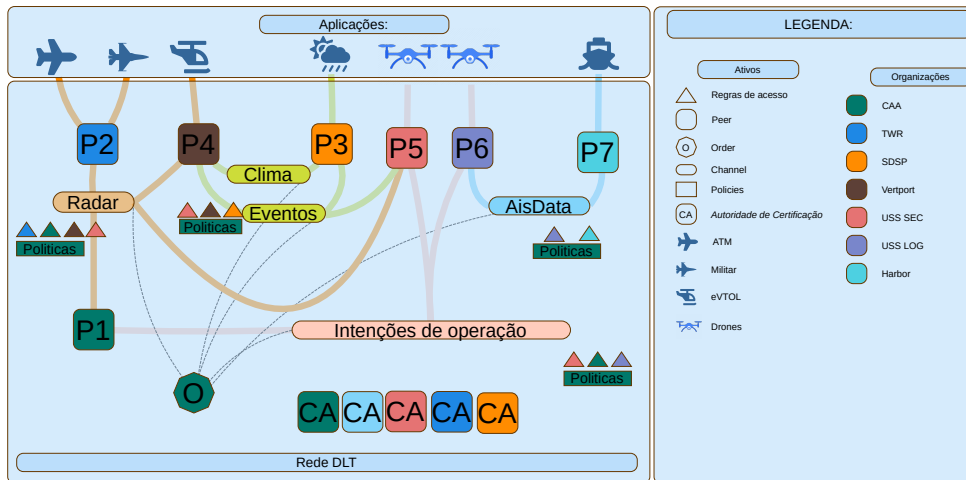 Aplicações:
LEGENDA:
Ativos
Organizações
Regras de acesso
Peer
O
Order
Channel
Policies
CA
Autoridade de Certificação
ATM
Militar
eVTOL
Drones
CAA
TWR
SDSP
Vertport
USS SEC
USS LOG
Harbor
P2
P4
P3
P5
P6
P7
Clima
Radar
Eventos
AisData
Politicas
Politicas
Politicas
P1
Intenções de operação
Politicas
O
CA
CA
CA
CA
CA
Rede DLT